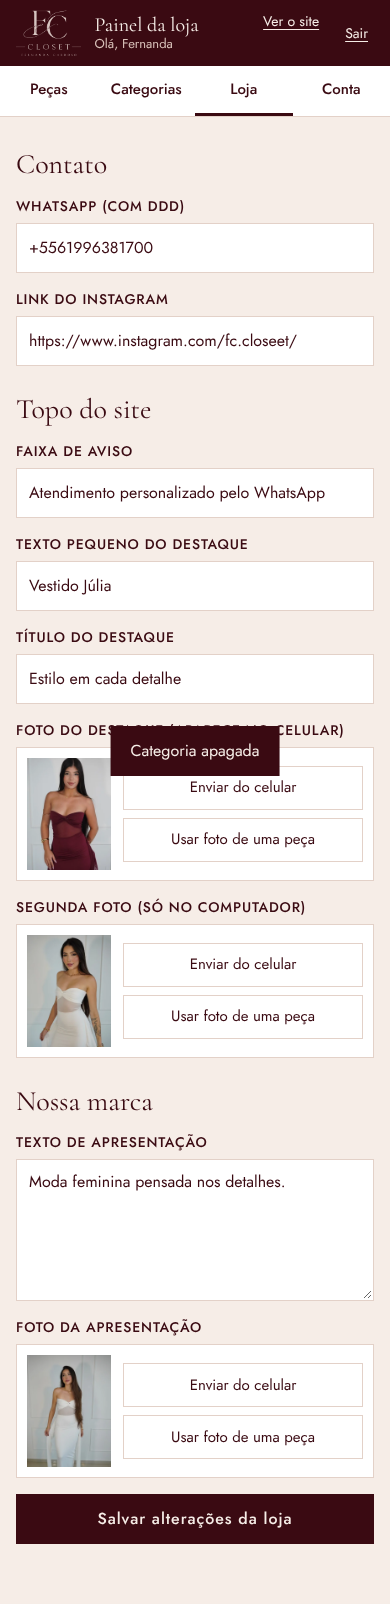 FC
CLOSET
Painel da loja
Olá, Fernanda
Ver o site
Sair
Peças
Categorias
Loja
Conta
Contato
WHATSAPP (COM DDD)
+5561996381700
LINK DO INSTAGRAM
https://www.instagram.com/fc.closeet/
Topo do site
FAIXA DE AVISO
Atendimento personalizado pelo WhatsApp
TEXTO PEQUENO DO DESTAQUE
Vestido Júlia
TÍTULO DO DESTAQUE
Estilo em cada detalhe
FOTO DO DESTAQUE (APARECE NO CELULAR)
Categoria apagada
Enviar do celular
Usar foto de uma peça
SEGUNDA FOTO (SÓ NO COMPUTADOR)
Enviar do celular
Usar foto de uma peça
Nossa marca
TEXTO DE APRESENTAÇÃO
Moda feminina pensada nos detalhes.
FOTO DA APRESENTAÇÃO
Enviar do celular
Usar foto de uma peça
Salvar alterações da loja